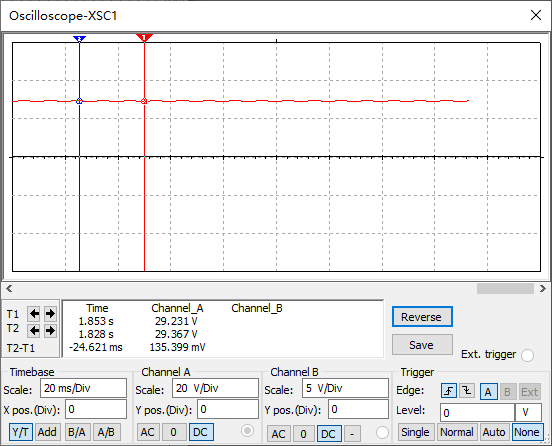 Oscilloscope-XSC1
2 1
T1
T2
T2-T1
Time Channel_A Channel_B
1.853 s 29.231 V
1.828 s 29.367 V
-24.621 ms 135.399 mV
Reverse
Save
Ext. trigger
Timebase
Scale: 20 ms/Div
X pos.(Div): 0
Y/T Add B/A A/B
Channel A
Scale: 20 V/Div
Y pos.(Div): 0
AC 0 DC
Channel B
Scale: 5 V/Div
Y pos.(Div): 0
AC 0 DC -
Trigger
Edge: A B Ext
Level: 0 V
Single Normal Auto None